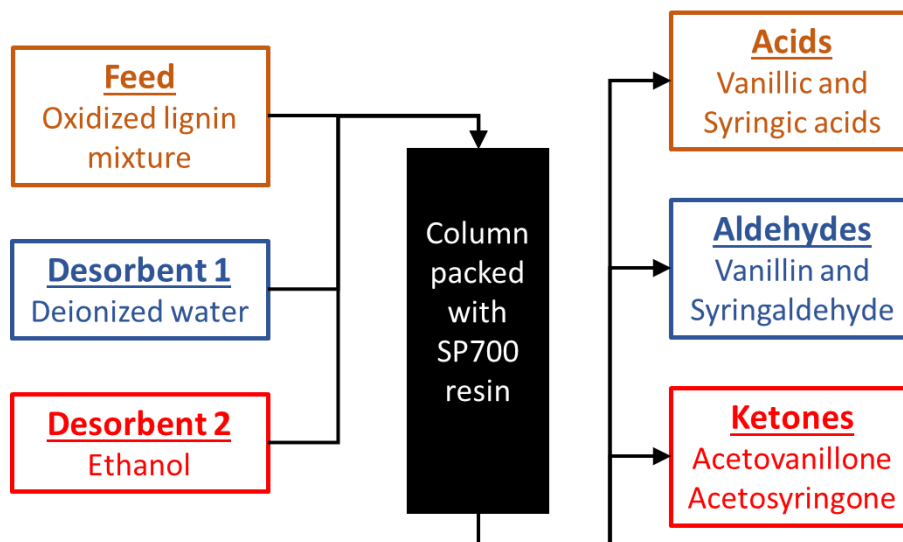 Feed
Oxidized lignin
mixture
Desorbent 1
Deionized water
Desorbent 2
Ethanol
Column
packed
with
SP700
resin
Acids
Vanillic and
Syringic acids
Aldehydes
Vanillin and
Syringaldehyde
Ketones
Acetovanillone
Acetosyringone